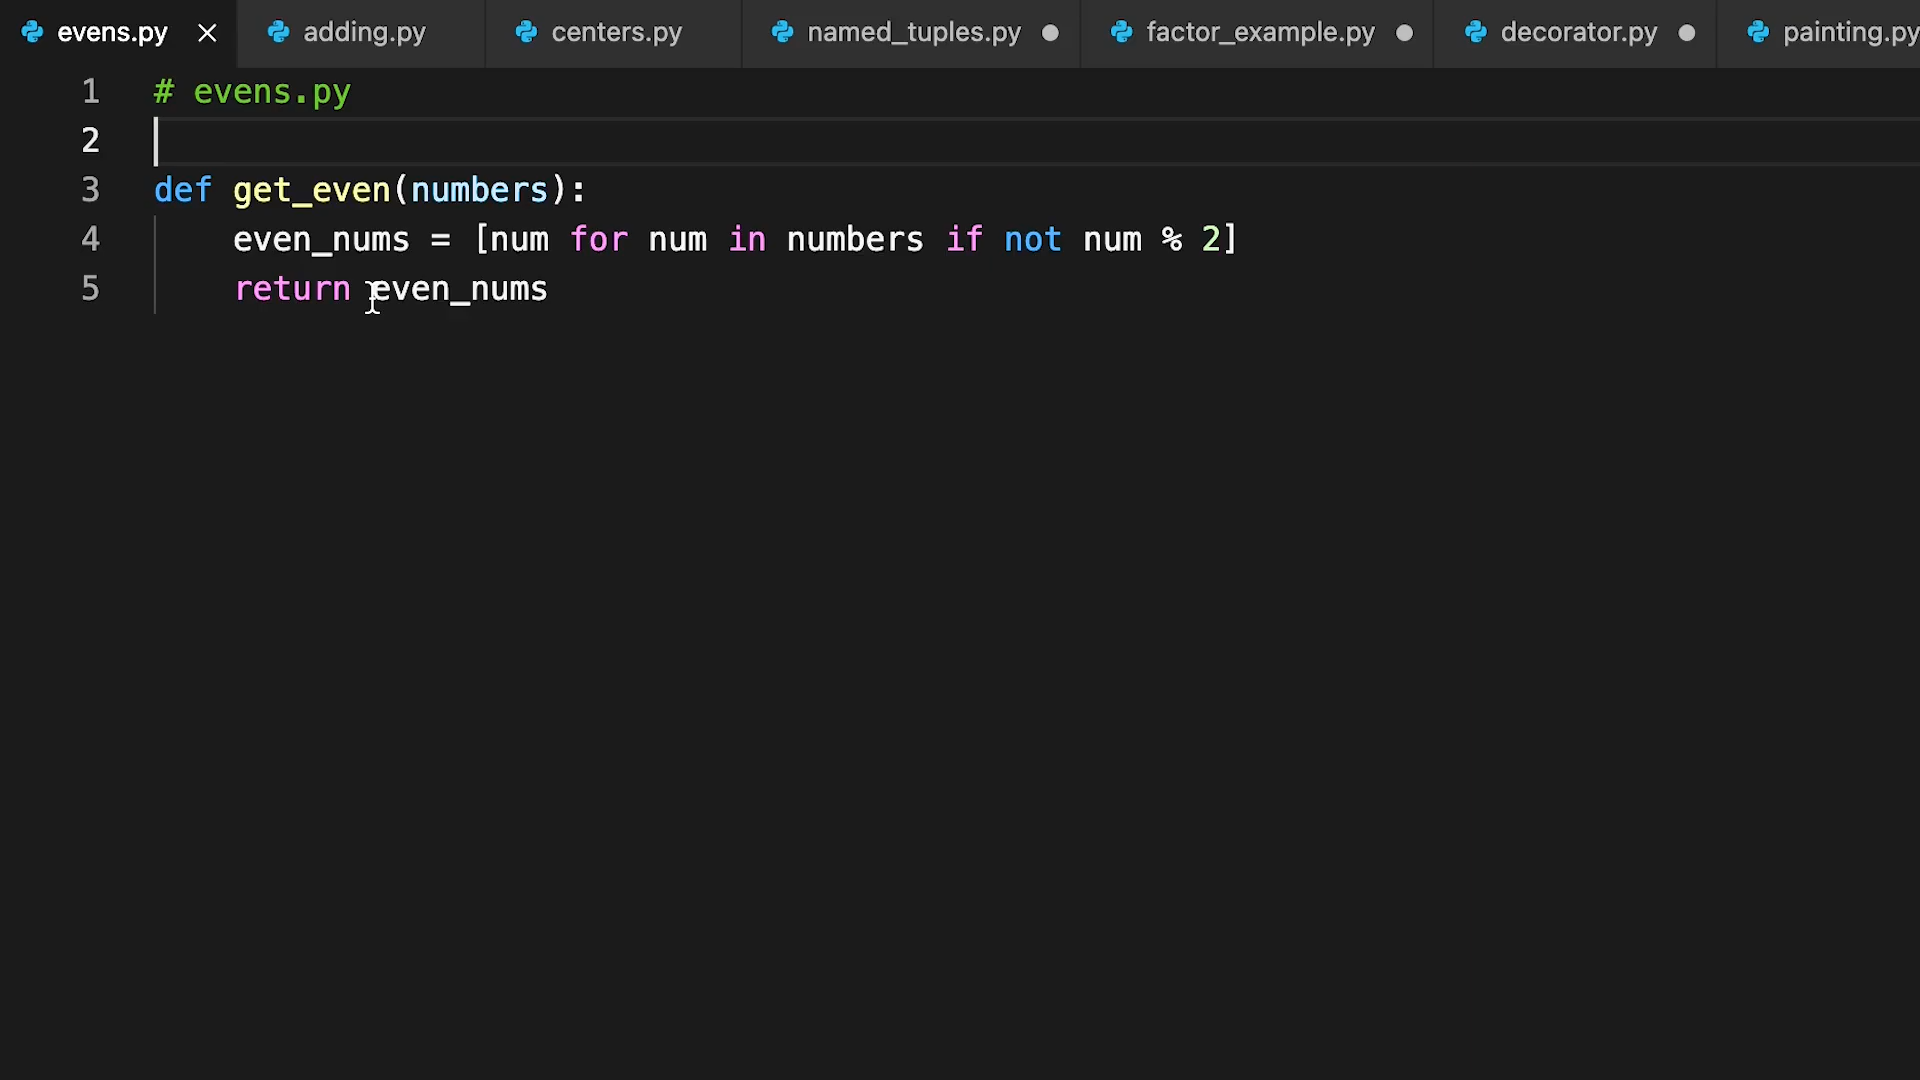 evens.py adding.py centers.py named_tuples.py factor_example.py decorator.py painting.py
1 # evens.py
2
3 def get_even(numbers):
4     even_nums = [num for num in numbers if not num % 2]
5     return even_nums